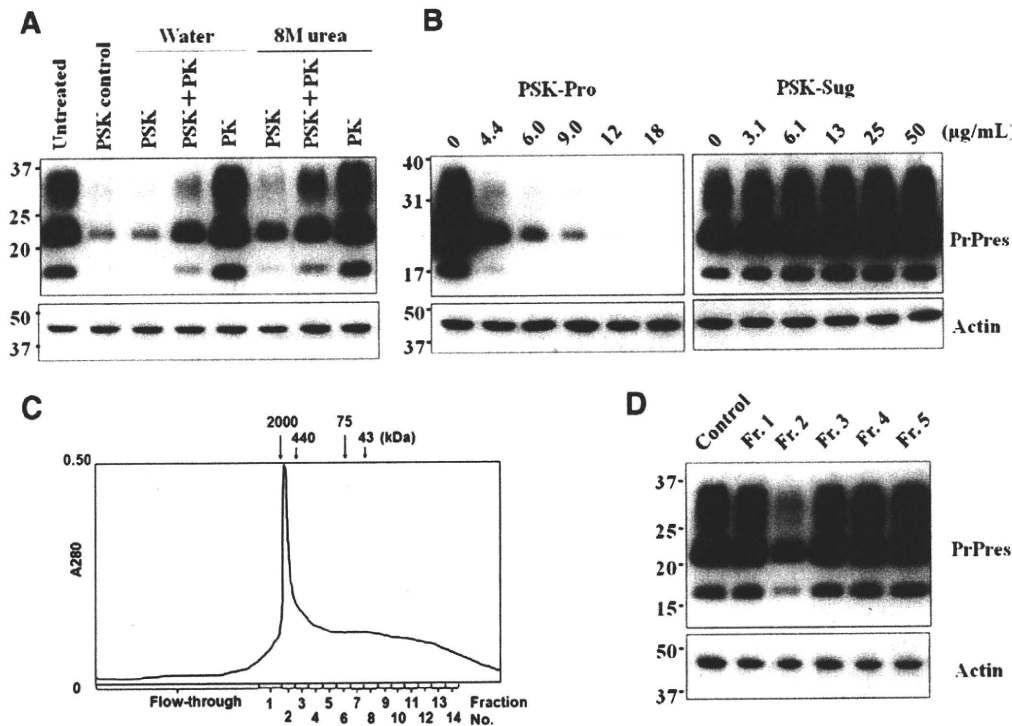 A
Water
8M urea
Untreated
PSK control
PSK
PSK+PK
PK
PSK
PSK+PK
PK
37
25
20
50
37
B
PSK-Pro
PSK-Sug
0 4.4 6.0 9.0 12 18
0 3.1 6.1 13 25 50 (µg/mL)
40
31
17
PrPres
50
37
Actin
C
2000 75
440 43 (kDa)
0.50
A280
0
Flow-through
1 3 5 7 9 11 13 Fraction
2 4 6 8 10 12 14 No.
D
Control Fr. 1 Fr. 2 Fr. 3 Fr. 4 Fr. 5
37
25
20
15
PrPres
50
37
Actin